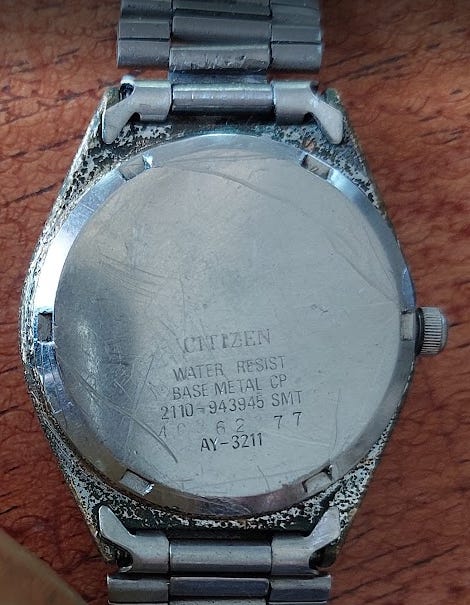 CITIZEN
WATER RESIST
BASE METAL CP
2110-943945 SMT
62 77
AY-3211